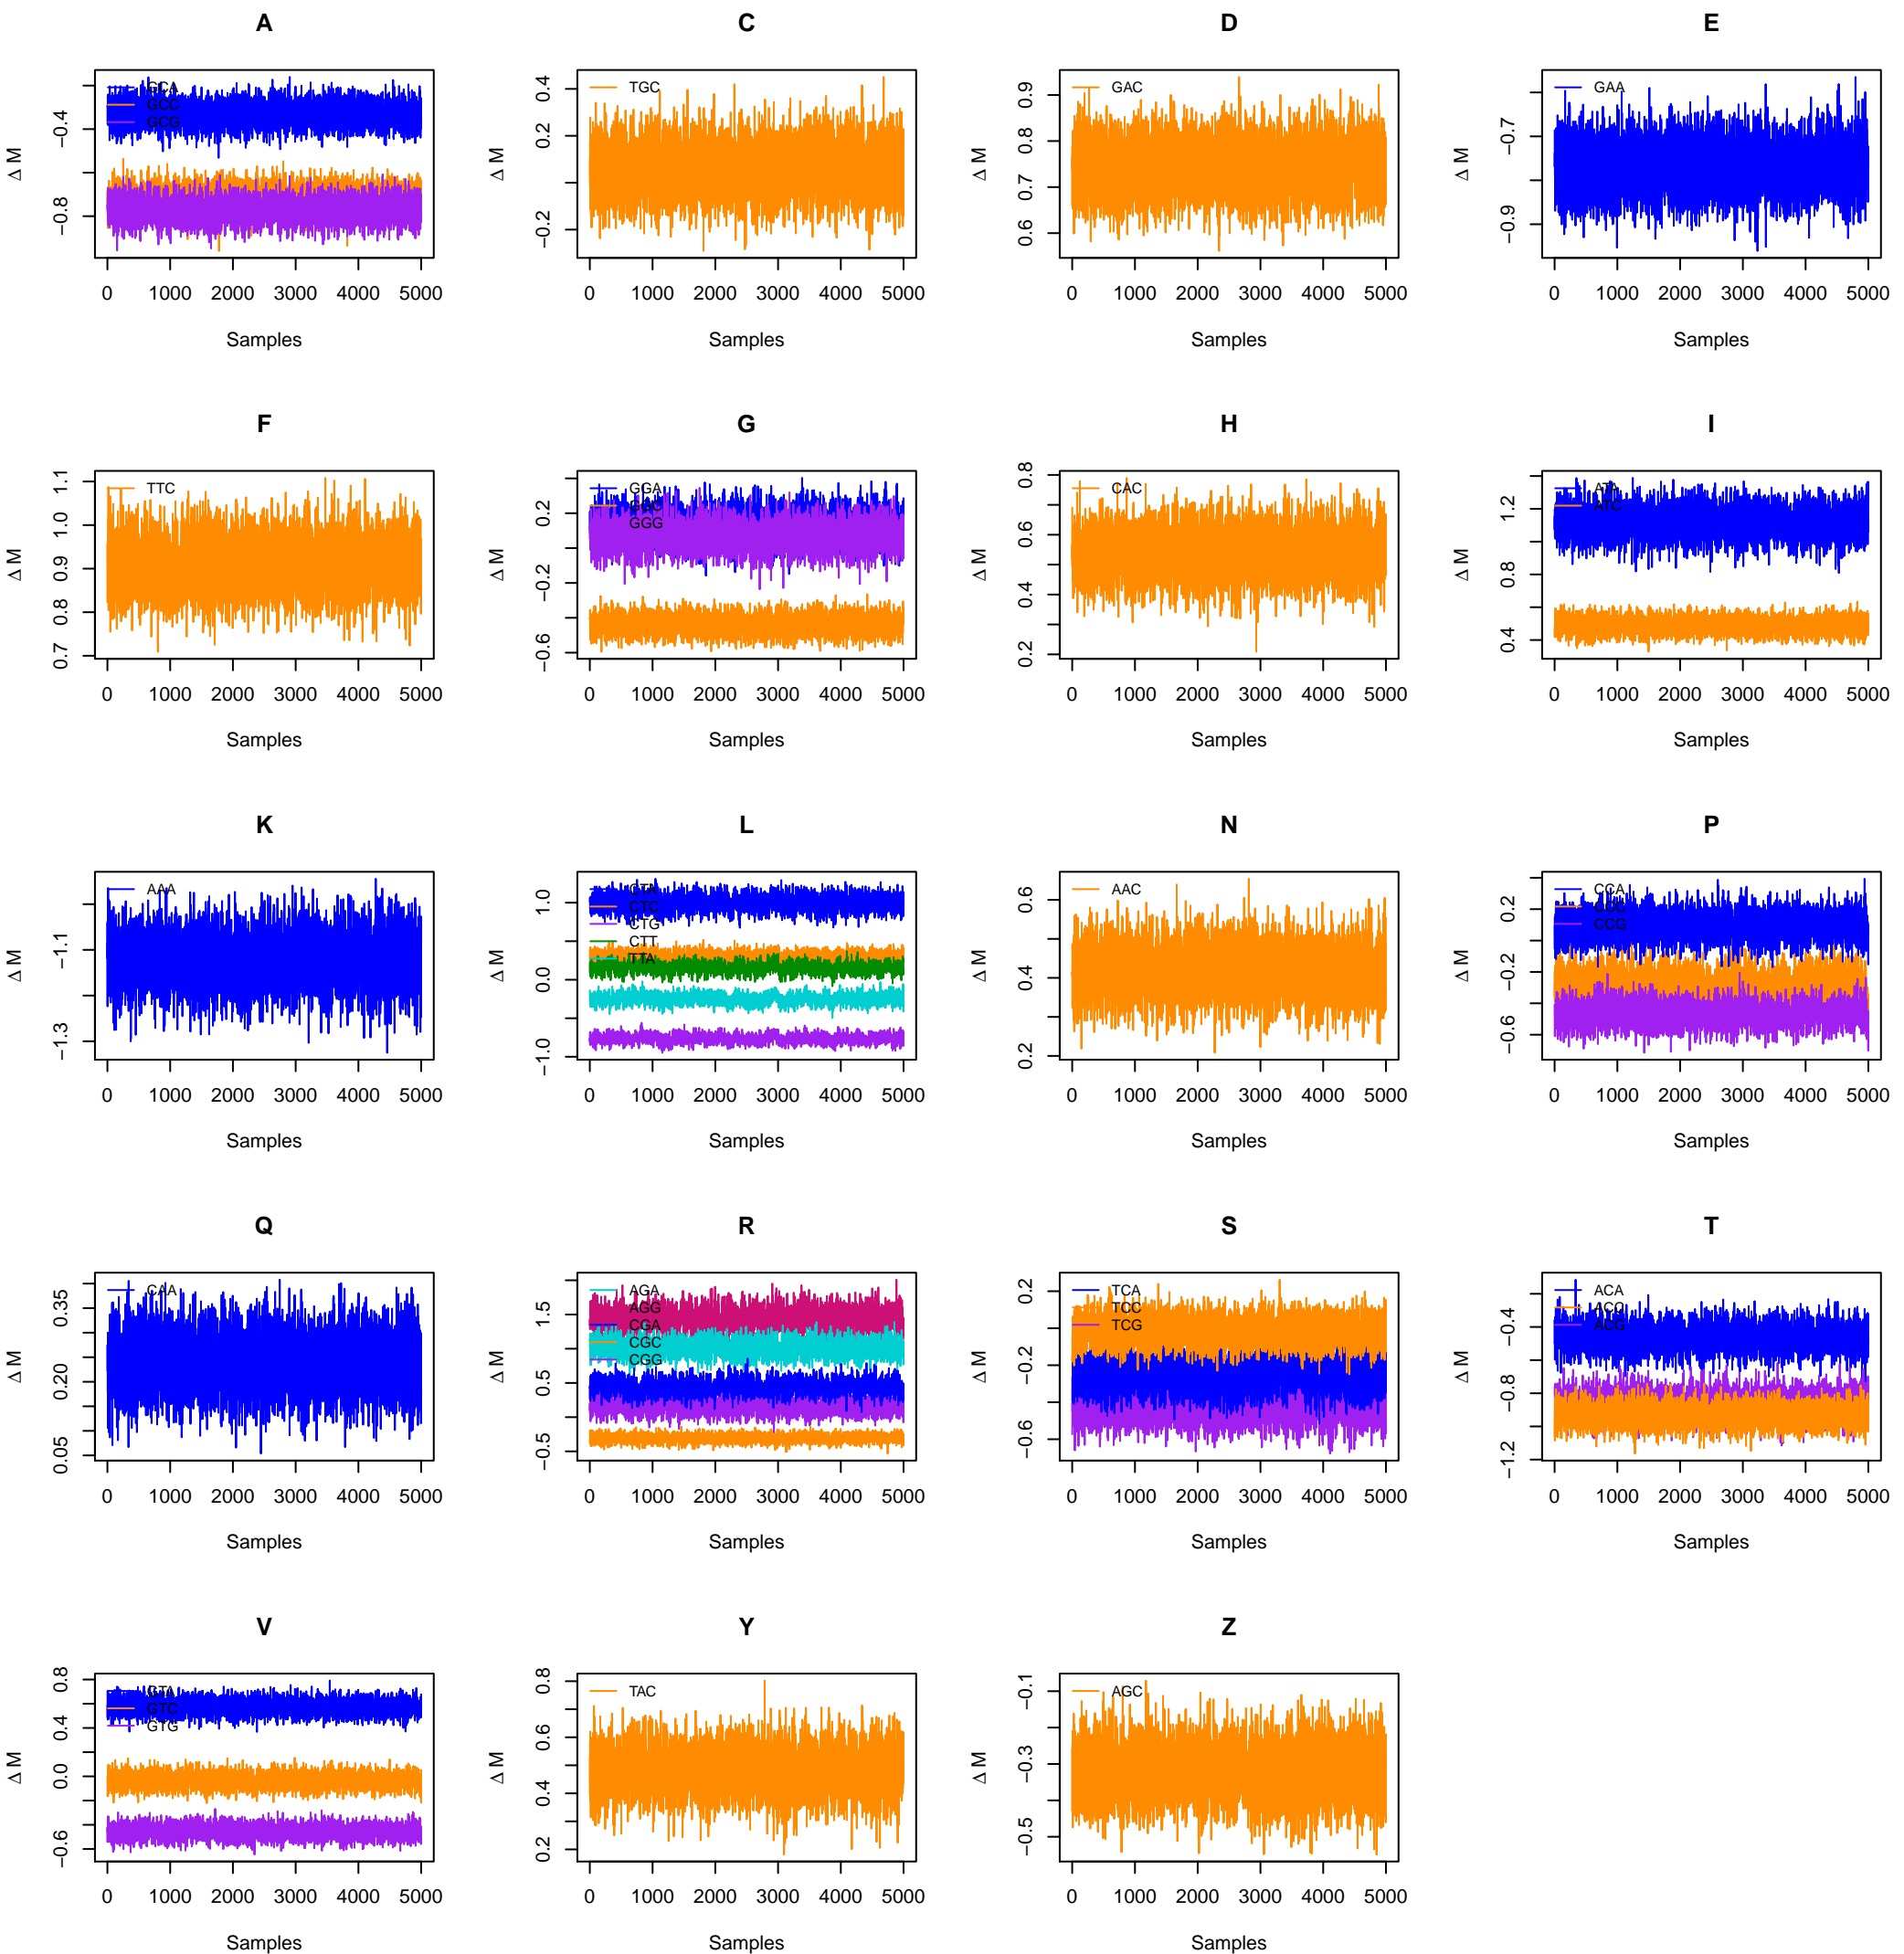 A
C
D
E
ΔM
−0.8
−0.4
GCA
GCC
GCG
0 1000 2000 3000 4000 5000
Samples
ΔM
−0.2
0.2
0.4
TGC
0 1000 2000 3000 4000 5000
Samples
ΔM
0.6
0.7
0.8
0.9
GAC
0 1000 2000 3000 4000 5000
Samples
ΔM
−0.9
−0.7
GAA
0 1000 2000 3000 4000 5000
Samples
F
G
H
I
ΔM
0.7
0.8
0.9
1.0
1.1
TTC
0 1000 2000 3000 4000 5000
Samples
ΔM
−0.6
−0.2
0.2
GGA
GGC
GGG
0 1000 2000 3000 4000 5000
Samples
ΔM
0.2
0.4
0.6
0.8
CAC
0 1000 2000 3000 4000 5000
Samples
ΔM
0.4
0.8
1.2
ATA
ATC
0 1000 2000 3000 4000 5000
Samples
K
L
N
P
ΔM
−1.3
−1.1
AAA
0 1000 2000 3000 4000 5000
Samples
ΔM
−1.0
0.0
1.0
CTA
CTC
CTG
CTT
TTA
0 1000 2000 3000 4000 5000
Samples
ΔM
0.2
0.4
0.6
AAC
0 1000 2000 3000 4000 5000
Samples
ΔM
−0.6
−0.2
0.2
CCA
CCC
CCG
0 1000 2000 3000 4000 5000
Samples
Q
R
S
T
ΔM
0.05
0.20
0.35
CAA
0 1000 2000 3000 4000 5000
Samples
ΔM
−0.5
0.5
1.5
AGA
AGG
CGA
CGC
CGG
0 1000 2000 3000 4000 5000
Samples
ΔM
−0.6
−0.2
0.2
TCA
TCC
TCG
0 1000 2000 3000 4000 5000
Samples
ΔM
−1.2
−0.8
−0.4
ACA
ACC
ACG
0 1000 2000 3000 4000 5000
Samples
V
Y
Z
ΔM
−0.6
0.0
0.4
0.8
GTA
GTC
GTG
0 1000 2000 3000 4000 5000
Samples
ΔM
0.2
0.4
0.6
0.8
TAC
0 1000 2000 3000 4000 5000
Samples
ΔM
−0.5
−0.3
−0.1
AGC
0 1000 2000 3000 4000 5000
Samples